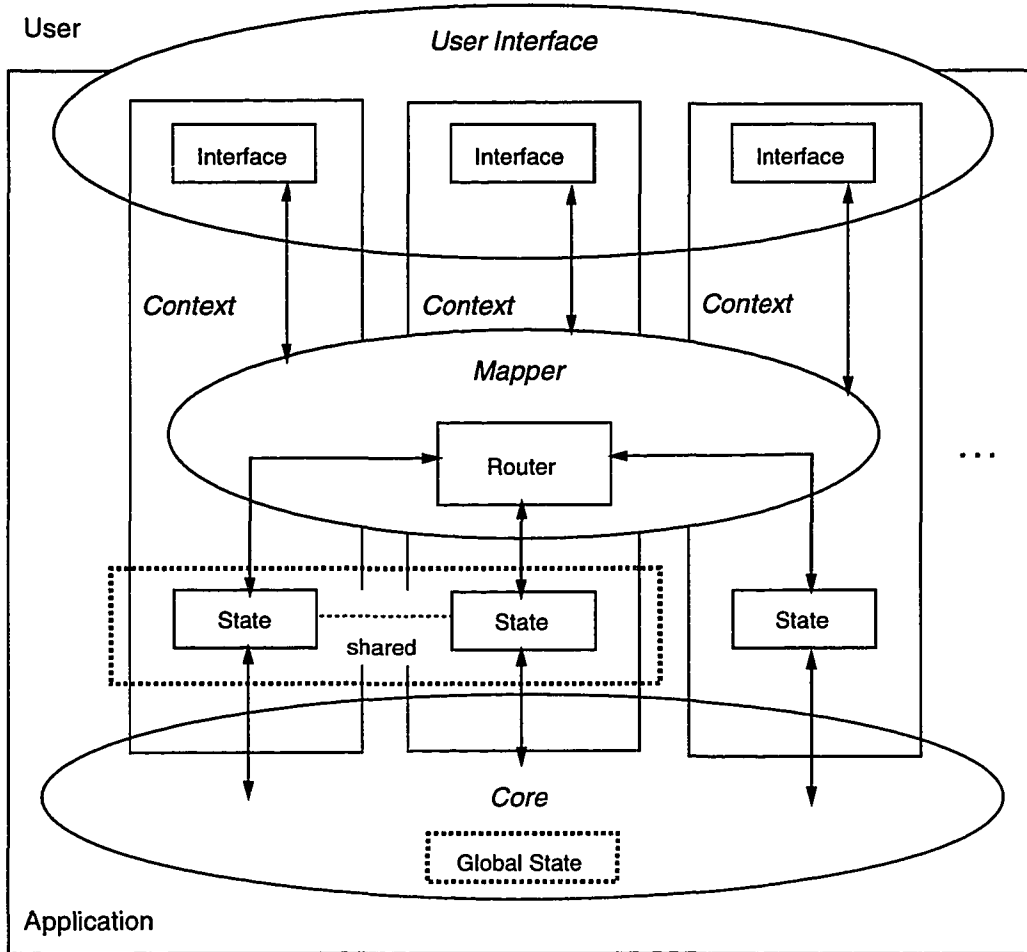 User
User Interface
Interface
Interface
Interface
Context
Context
Context
Mapper
Router
...
State
State
State
shared
Core
Global State
Application